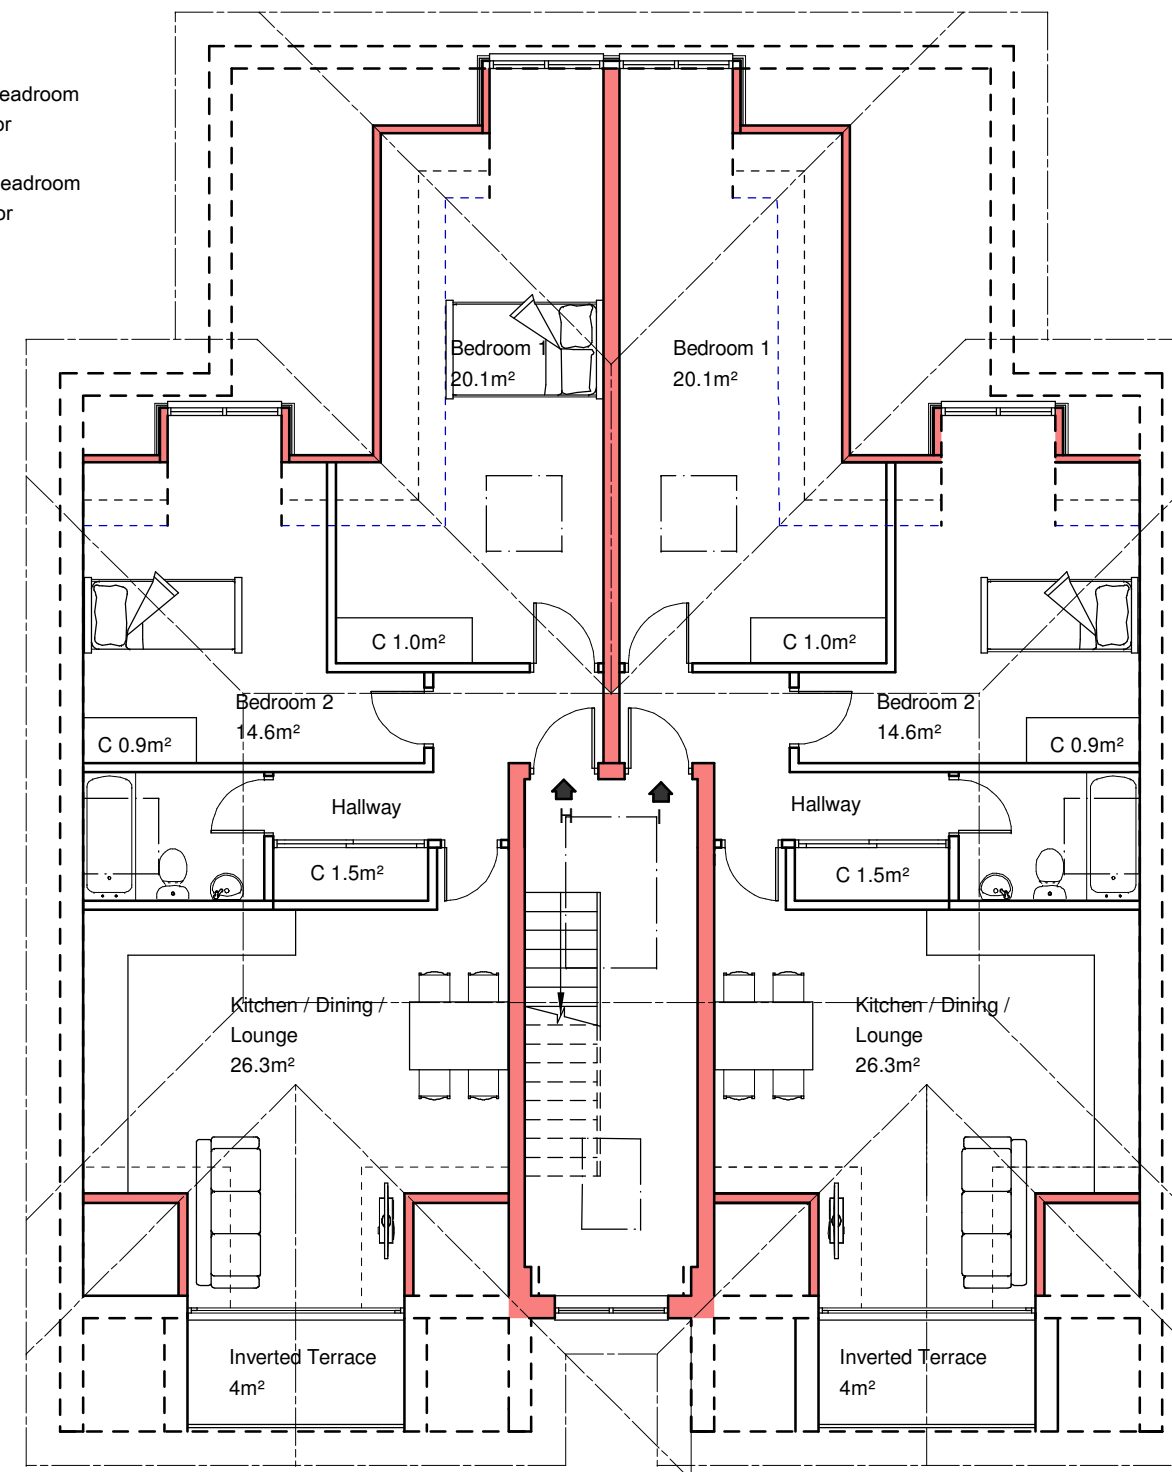 eadroom
or
eadroom
or
Bedroom 1
20.1m²
Bedroom 1
20.1m²
C 1.0m²
C 1.0m²
Bedroom 2
14.6m²
Bedroom 2
14.6m²
C 0.9m²
C 0.9m²
Hallway
Hallway
C 1.5m²
C 1.5m²
Kitchen / Dining /
Lounge
26.3m²
Kitchen / Dining /
Lounge
26.3m²
Inverted Terrace
4m²
Inverted Terrace
4m²